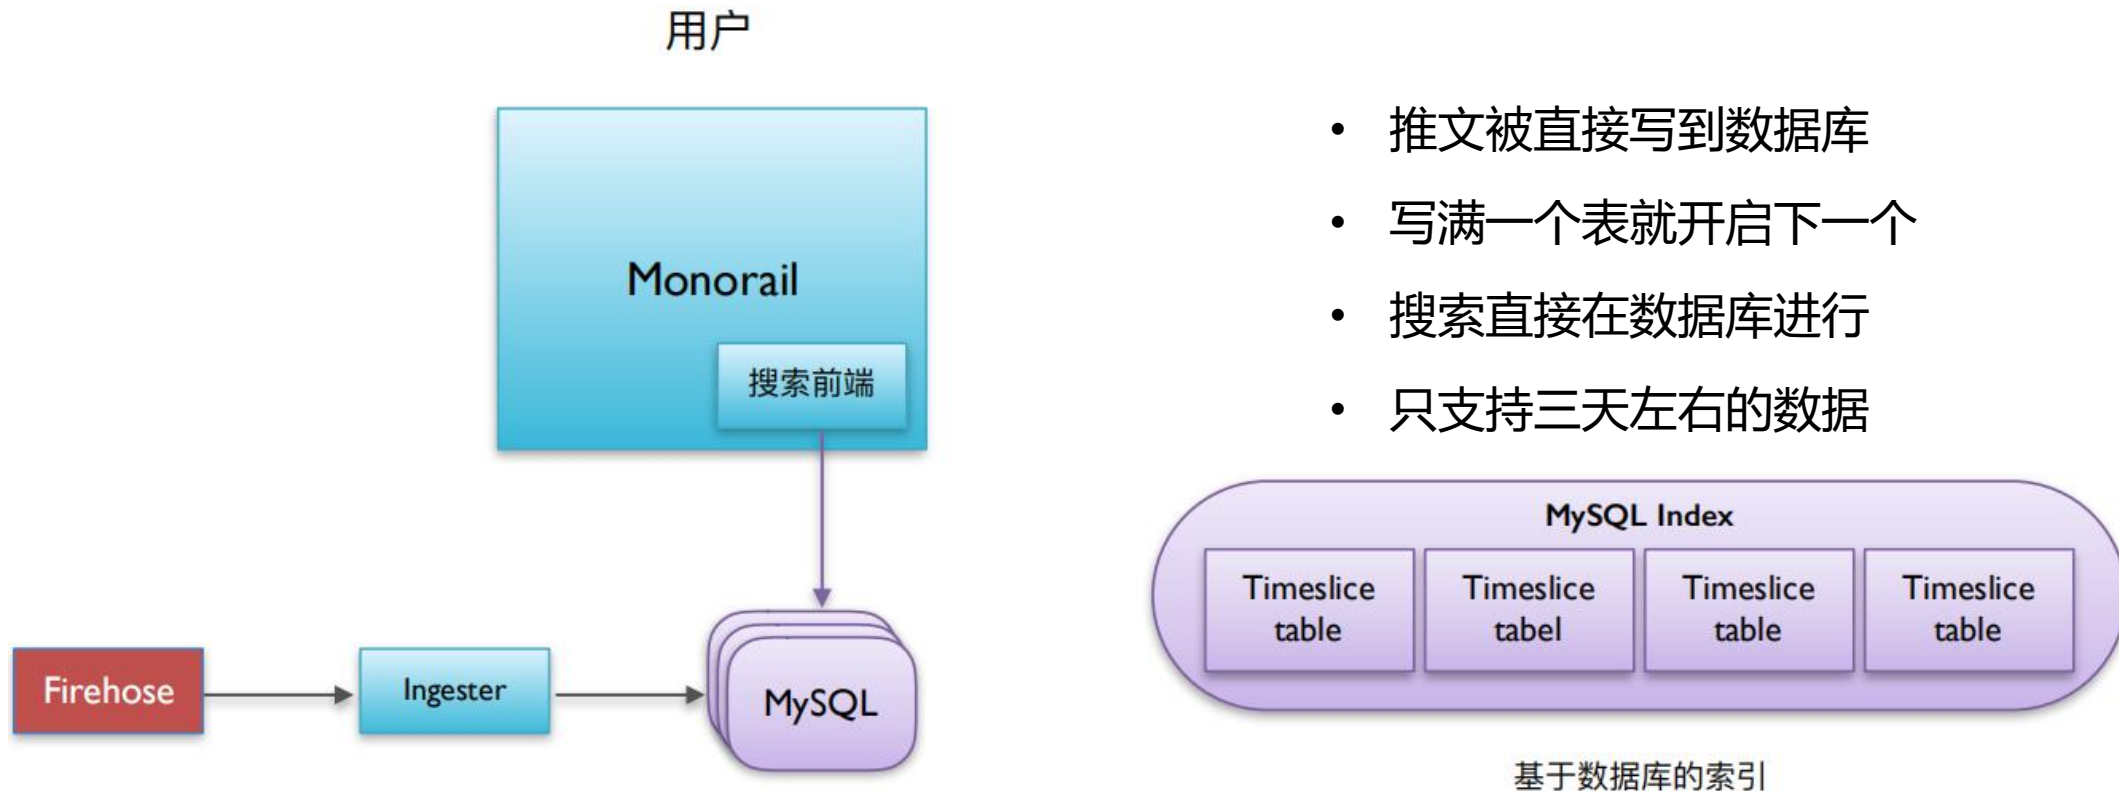 用户
Monorail
搜索前端
Firehose
Ingester
MySQL
• 推文被直接写到数据库
• 写满一个表就开启下一个
• 搜索直接在数据库进行
• 只支持三天左右的数据
MySQL Index
Timeslice
table
Timeslice
tabel
Timeslice
table
Timeslice
table
基于数据库的索引